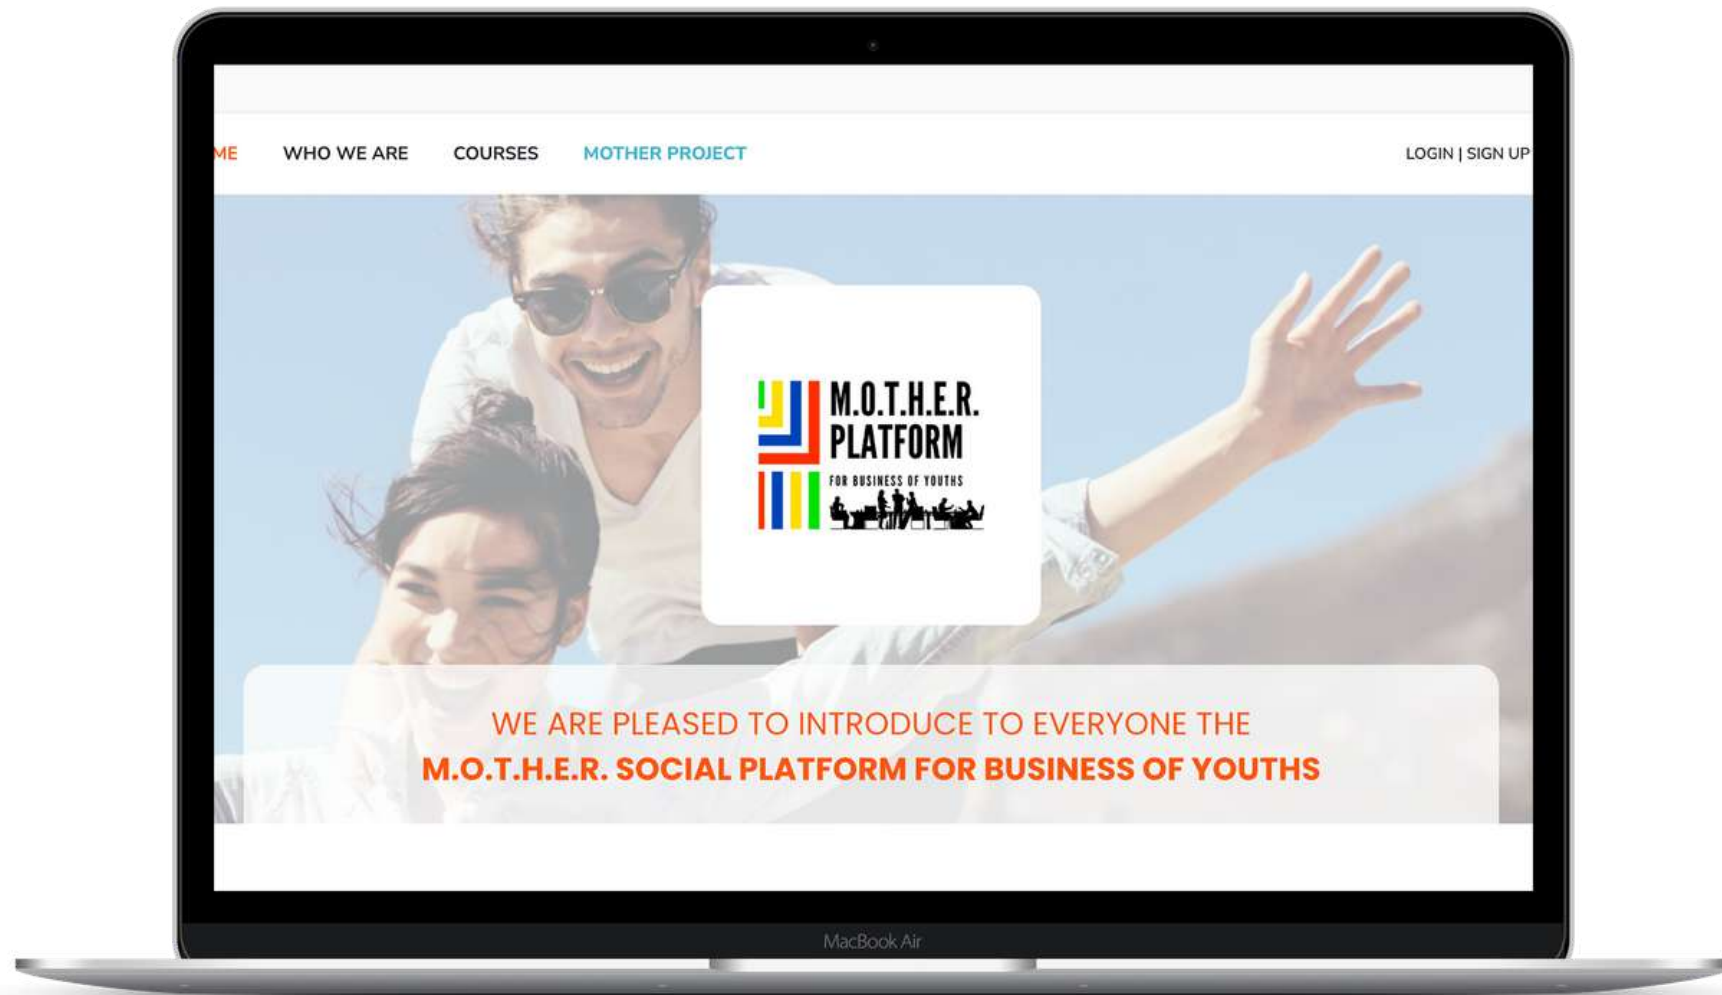 ME WHO WE ARE COURSES MOTHER PROJECT LOGIN | SIGN UP
M.O.T.H.E.R.
PLATFORM
FOR BUSINESS OF YOUTHS
WE ARE PLEASED TO INTRODUCE TO EVERYONE THE
M.O.T.H.E.R. SOCIAL PLATFORM FOR BUSINESS OF YOUTHS
MacBook Air